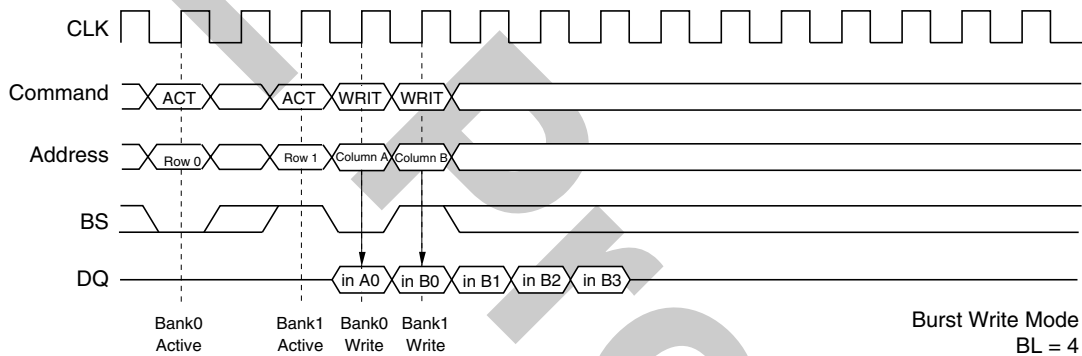 CLK
Command ACT ACT WRIT WRIT
Address Row 0 Row 1 Column A Column B
BS
DQ in A0 in B0 in B1 in B2 in B3
Bank0 Bank1 Bank0 Bank1
Active Active Write Write
Burst Write Mode
BL = 4